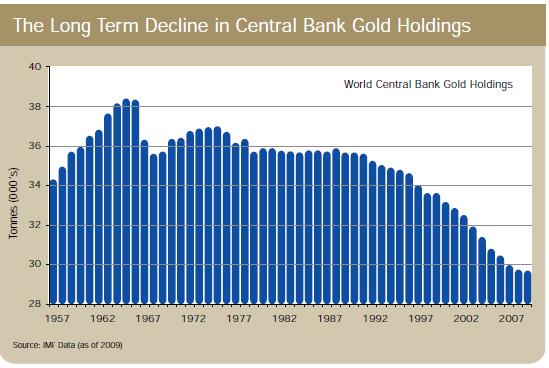 The Long Term Decline in Central Bank Gold Holdings
World Central Bank Gold Holdings
Tonnes (000's)
40
38
36
34
32
30
28
1957 1962 1967 1972 1977 1982 1987 1992 1997 2002 2007
Source: IMF Data (as of 2009)